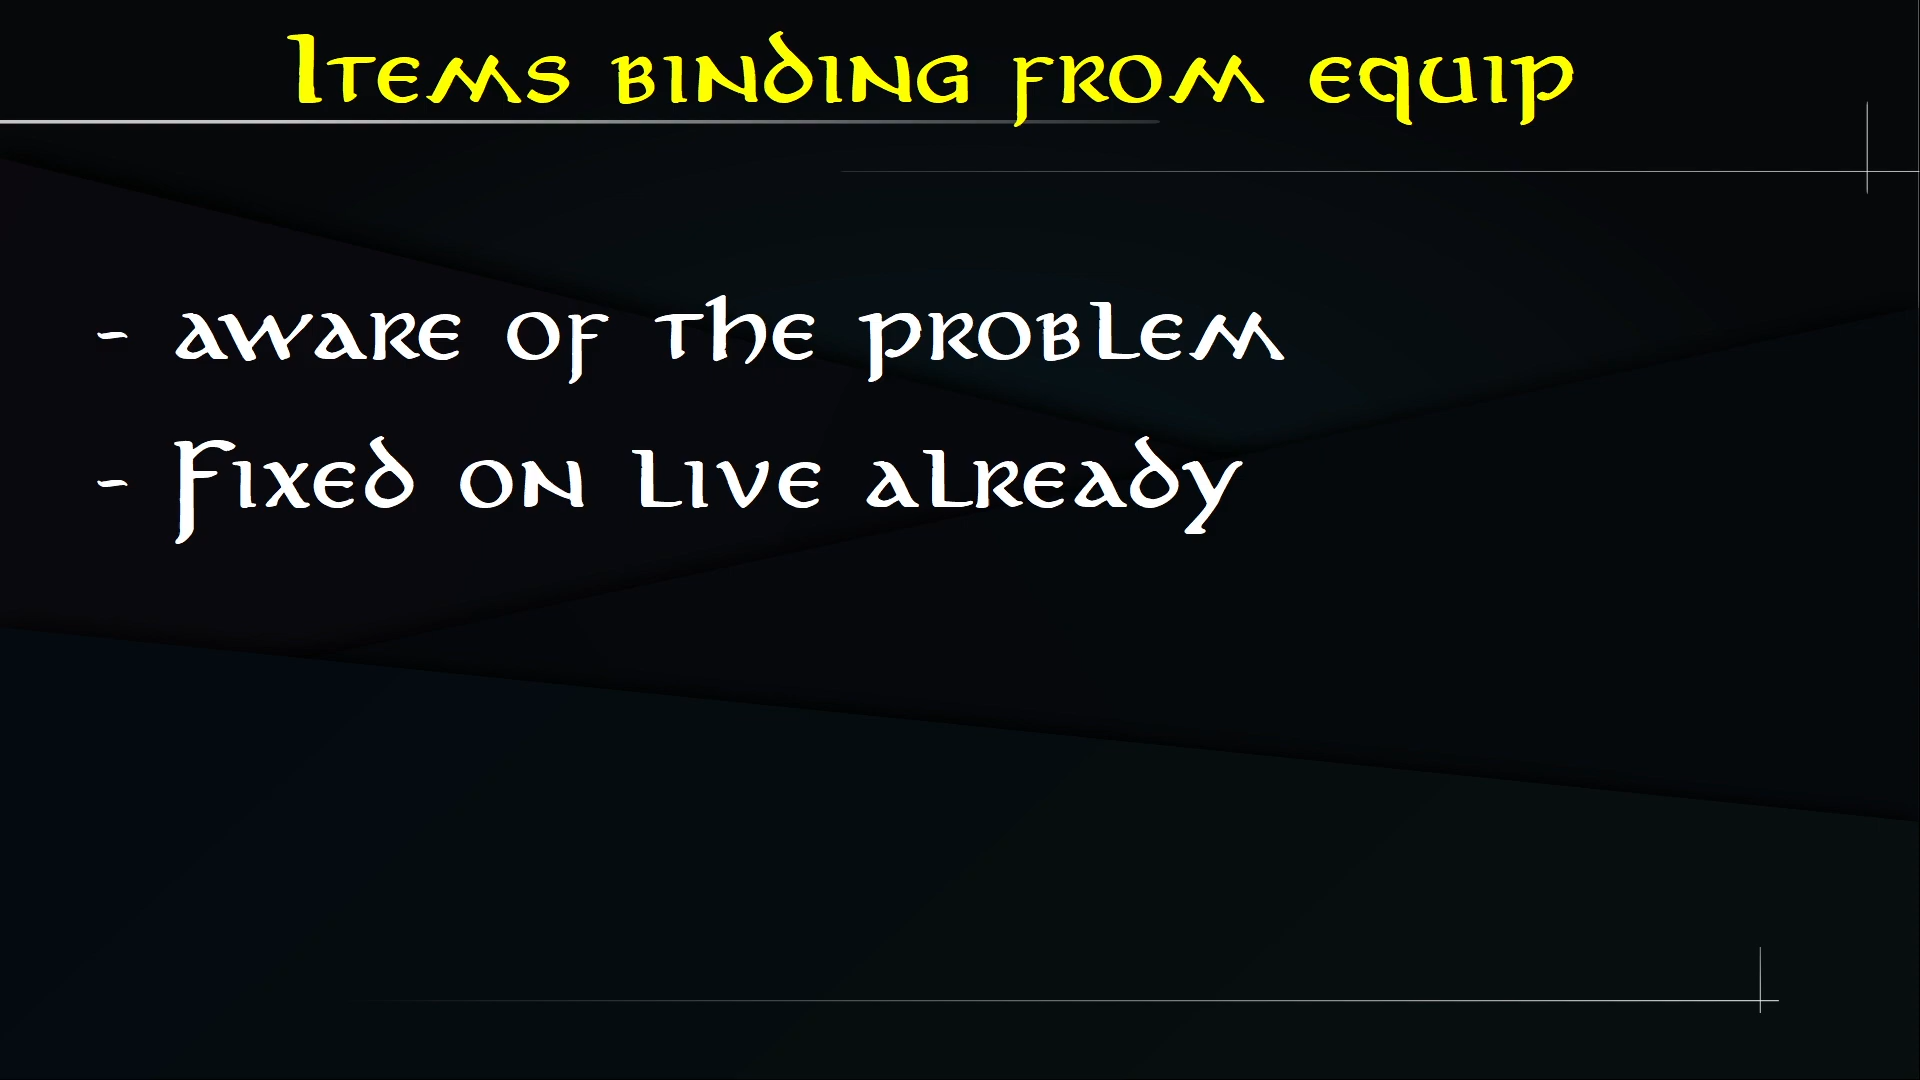 Items binding from equip
- aware of the problem
- Fixed on live already